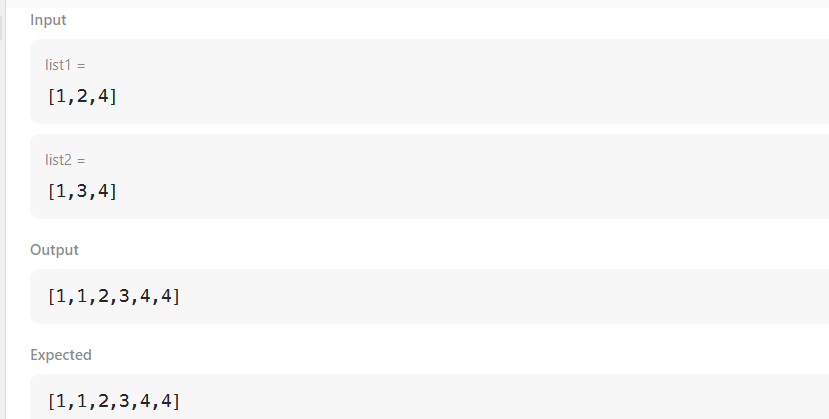 Input
list1 =
[1,2,4]
list2 =
[1,3,4]
Output
[1,1,2,3,4,4]
Expected
[1,1,2,3,4,4]